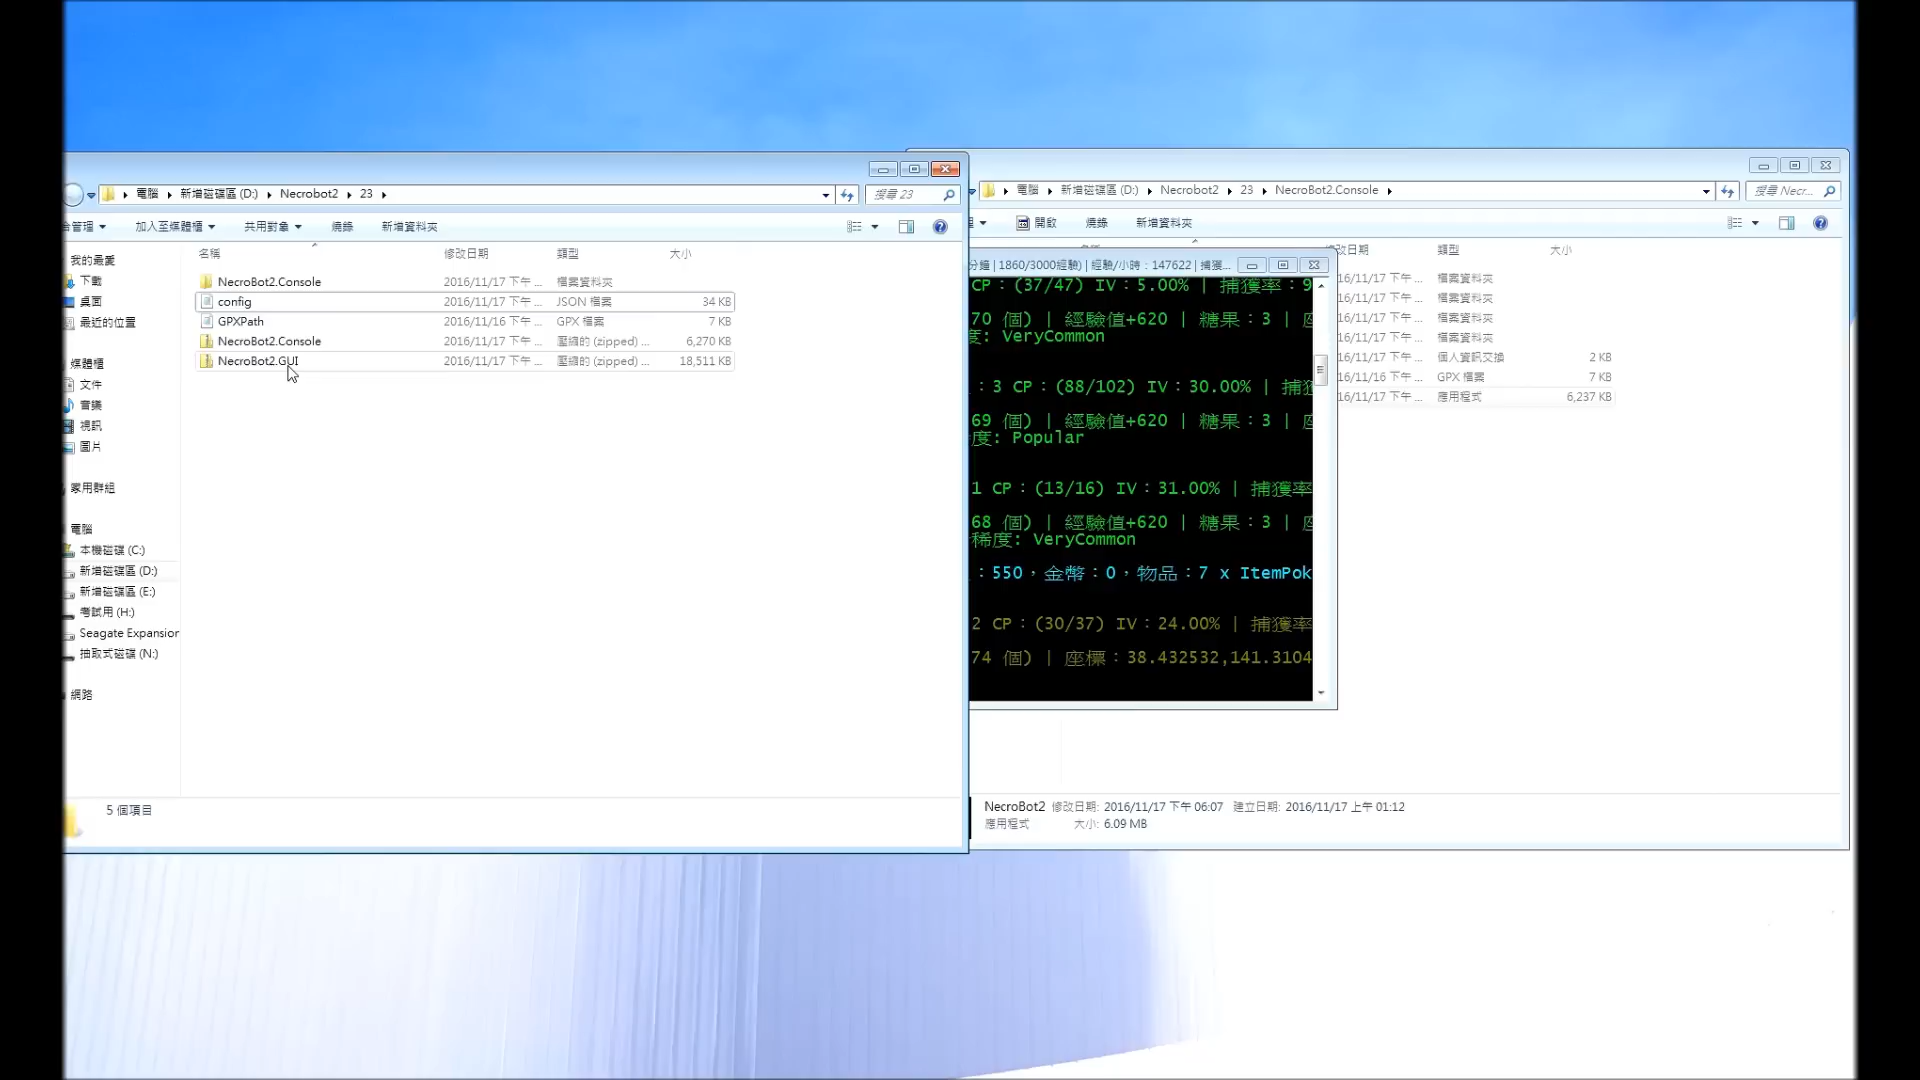 電腦 新增磁碟區 (D:) Necrobot2 23
搜尋 23
加入至媒體櫃 共用對象 燒錄 新增資料夾
名稱 修改日期 類型 大小
NecroBot2.Console 2016/11/17 下午 ... 檔案資料夾
config 2016/11/17 下午 ... JSON 檔案 34 KB
GPXPath 2016/11/16 下午 ... GPX 檔案 7 KB
NecroBot2.Console 2016/11/17 下午 ... 壓縮的 (zipped) ... 6,270 KB
NecroBot2.GUI 2016/11/17 下午 ... 壓縮的 (zipped) ... 18,511 KB
我的最愛
下載
桌面
最近的位置
媒體櫃
文件
音樂
視訊
圖片
家用群組
電腦
本機磁碟 (C:)
新增磁碟區 (D:)
新增磁碟區 (E:)
考試用 (H:)
Seagate Expansion
抽取式磁碟 (N:)
網路
5 個項目
電腦 新增磁碟區 (D:) Necrobot2 23 NecroBot2.Console
搜尋 Necr...
開啟 燒錄 新增資料夾
改日期 類型 大小
16/11/17 下午 ... 檔案資料夾
16/11/17 下午 ... 檔案資料夾
16/11/17 下午 ... 檔案資料夾
16/11/17 下午 ... 檔案資料夾
16/11/17 下午 ... 個人資訊交換 2 KB
16/11/16 下午 ... GPX 檔案 7 KB
16/11/17 下午 ... 應用程式 6,237 KB
分鐘 | 1860/3000經驗) | 經驗/小時 : 147622 | 捕獲...
CP : (37/47) IV : 5.00% | 捕獲率 : 9
70 個) | 經驗值+620 | 糖果 : 3 |
度: VeryCommon
: 3 CP : (88/102) IV : 30.00% | 捕獲
69 個) | 經驗值+620 | 糖果 : 3 |
度: Popular
1 CP : (13/16) IV : 31.00% | 捕獲率
68 個) | 經驗值+620 | 糖果 : 3 |
稀度: VeryCommon
: 550，金幣 : 0，物品 : 7 x ItemPok
2 CP : (30/37) IV : 24.00% | 捕獲率
74 個) | 座標 : 38.432532,141.3104
NecroBot2 修改日期: 2016/11/17 下午 06:07 建立日期: 2016/11/17 上午 01:12
應用程式 大小: 6.09 MB